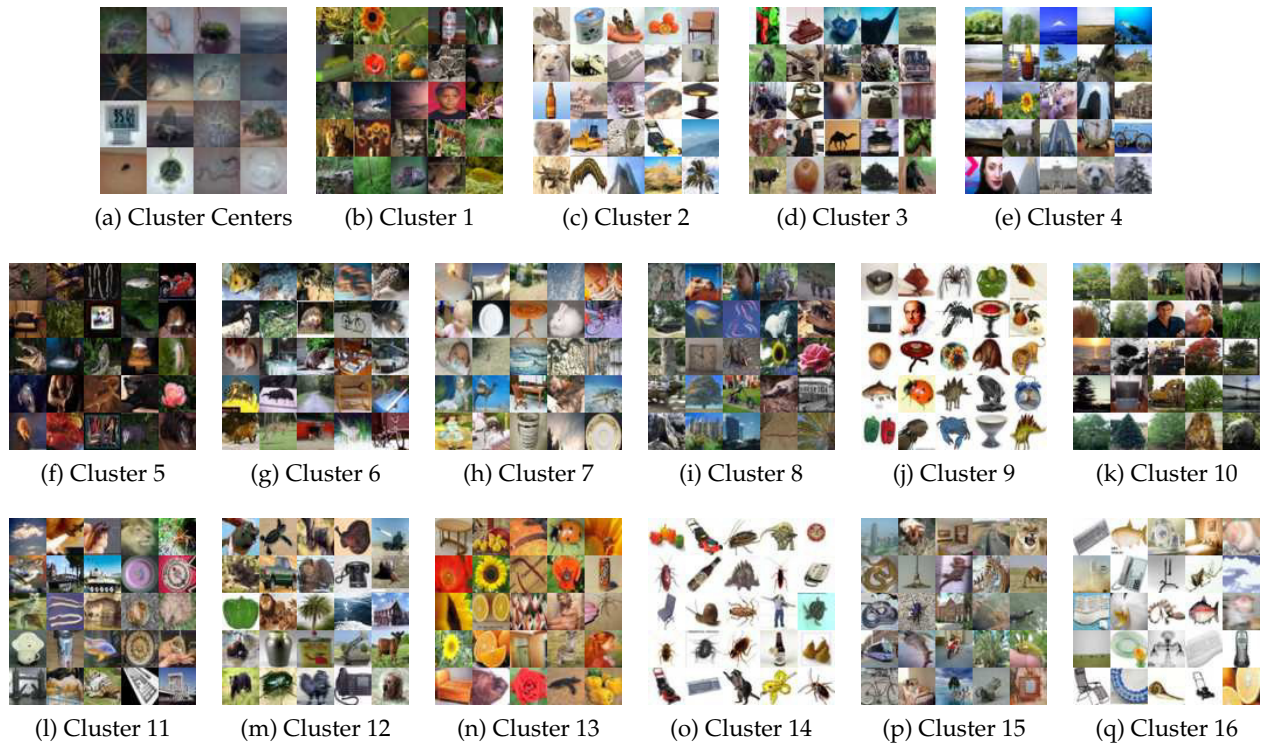 (a) Cluster Centers
(b) Cluster 1
(c) Cluster 2
(d) Cluster 3
(e) Cluster 4
(f) Cluster 5
(g) Cluster 6
(h) Cluster 7
(i) Cluster 8
(j) Cluster 9
(k) Cluster 10
(l) Cluster 11
(m) Cluster 12
(n) Cluster 13
(o) Cluster 14
(p) Cluster 15
(q) Cluster 16